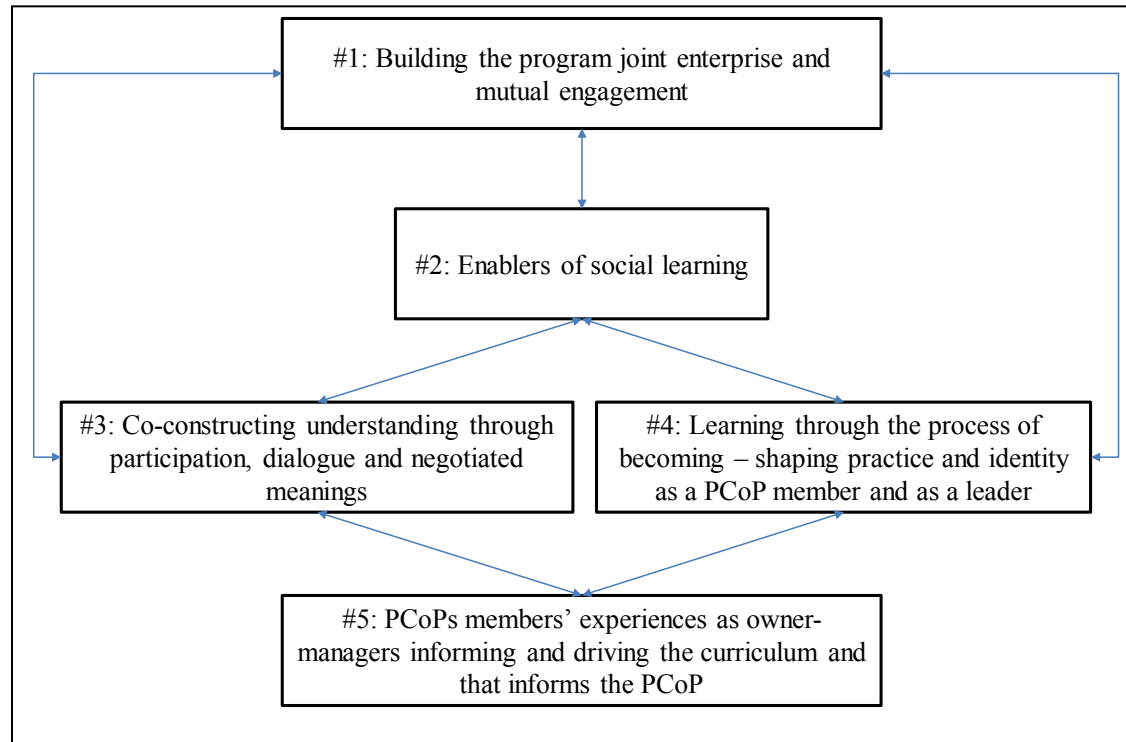 #1: Building the program joint enterprise and
mutual engagement
#2: Enablers of social learning
#3: Co-constructing understanding through
participation, dialogue and negotiated
meanings
#4: Learning through the process of
becoming – shaping practice and identity
as a PCoP member and as a leader
#5: PCoPs members’ experiences as owner-
managers informing and driving the curriculum and
that informs the PCoP